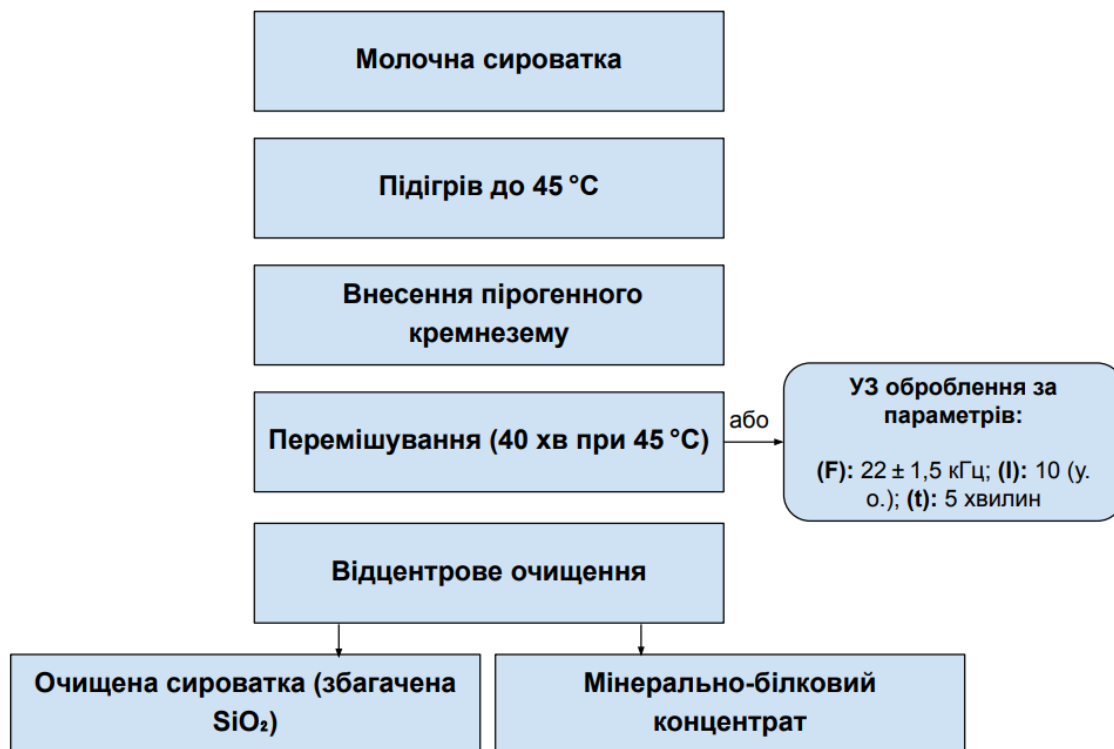 Молочна сироватка
Підігрів до 45 °C
Внесення пірогенного
кремнезему
Перемішування (40 хв при 45 °C)
або
УЗ оброблення за
параметрів:
(F): 22 ± 1,5 кГц; (I): 10 (у.
о.); (t): 5 хвилин
Відцентрове очищення
Очищена сироватка (збагачена
SiO₂)
Мінерально-білковий
концентрат